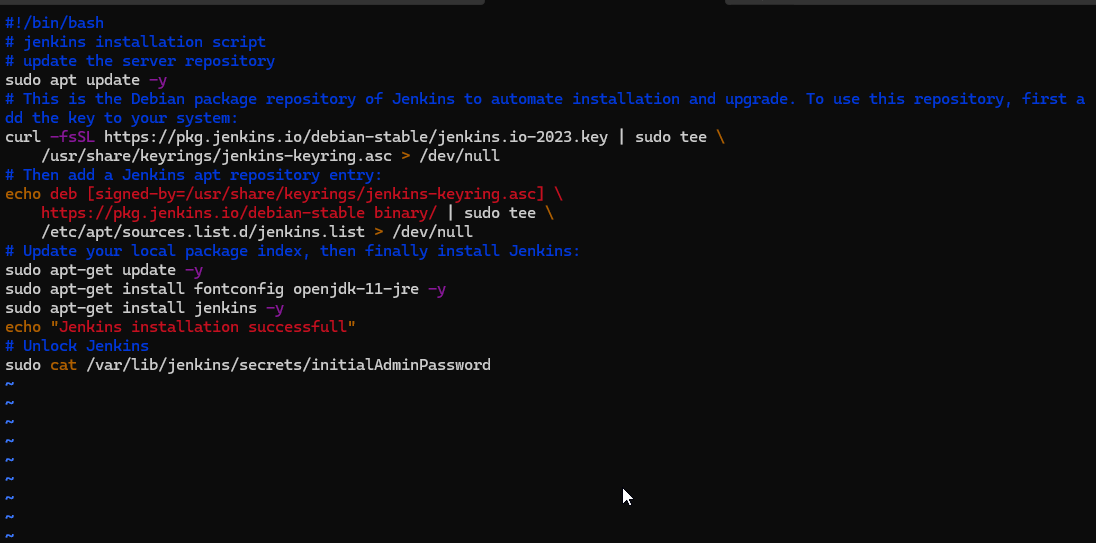 #!/bin/bash
# jenkins installation script
# update the server repository
sudo apt update -y
# This is the Debian package repository of Jenkins to automate installation and upgrade. To use this repository, first a
dd the key to your system:
curl -fsSL https://pkg.jenkins.io/debian-stable/jenkins.io-2023.key | sudo tee \
    /usr/share/keyrings/jenkins-keyring.asc > /dev/null
# Then add a Jenkins apt repository entry:
echo deb [signed-by=/usr/share/keyrings/jenkins-keyring.asc] \
    https://pkg.jenkins.io/debian-stable binary/ | sudo tee \
    /etc/apt/sources.list.d/jenkins.list > /dev/null
# Update your local package index, then finally install Jenkins:
sudo apt-get update -y
sudo apt-get install fontconfig openjdk-11-jre -y
sudo apt-get install jenkins -y
echo "Jenkins installation successfull"
# Unlock Jenkins
sudo cat /var/lib/jenkins/secrets/initialAdminPassword
~
~
~
~
~
~
~
~
~